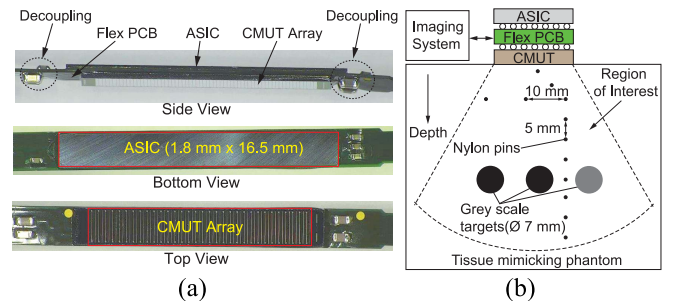 Decoupling
Flex PCB
ASIC
CMUT Array
Decoupling
Side View
ASIC (1.8 mm x 16.5 mm)
Bottom View
CMUT Array
Top View
(a)
Imaging
System
ASIC
Flex PCB
CMUT
Depth
10 mm
Region of
Interest
5 mm
Nylon pins
Grey scale
targets(Ø 7 mm)
Tissue mimicking phantom
(b)